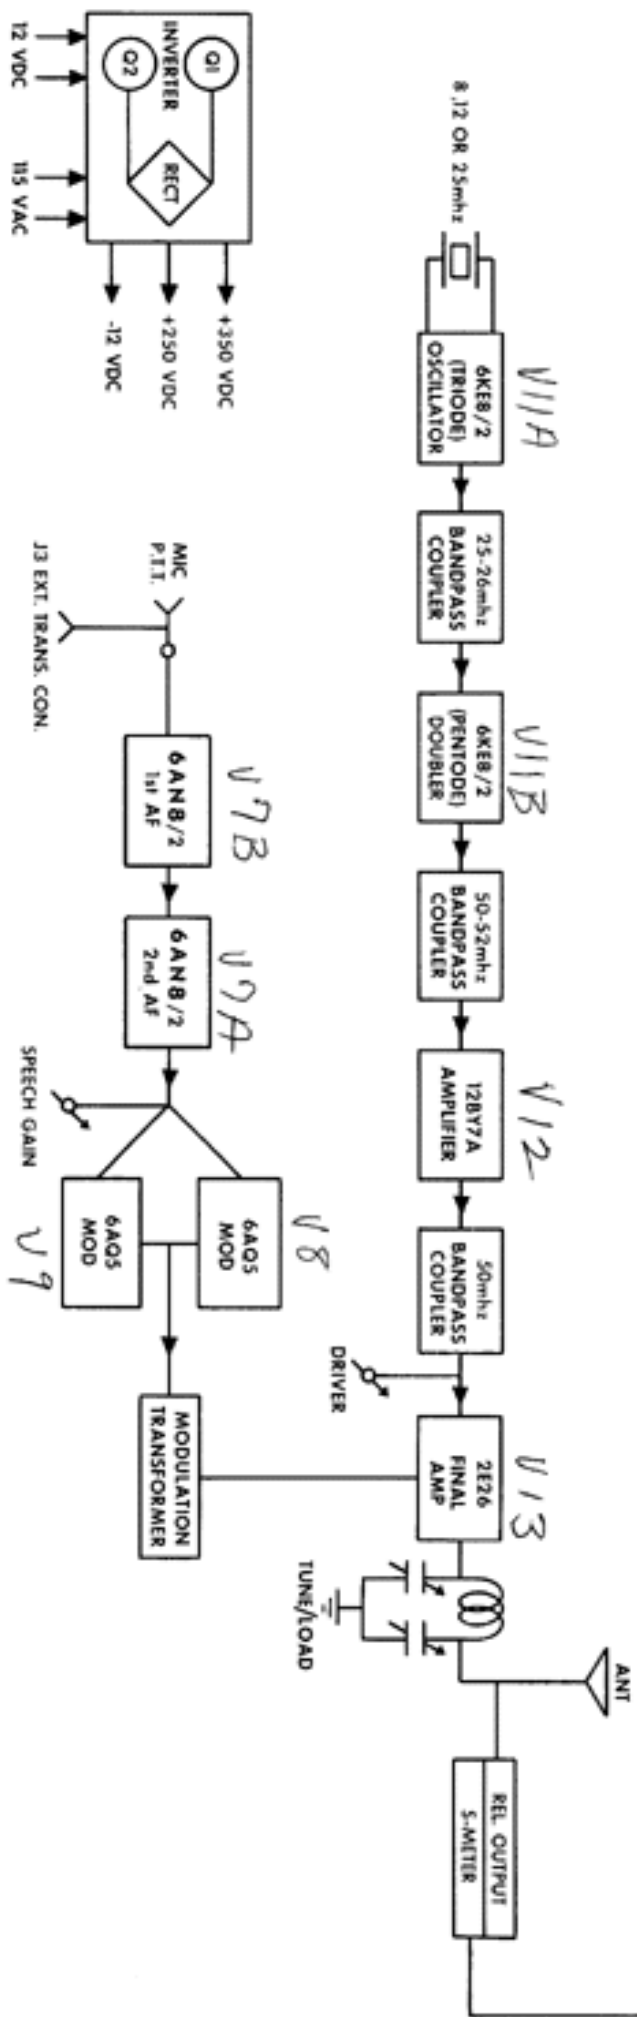 8 ,12 OR 25mhz
V11A
6KE8/2
(TRIODE)
OSCILLATOR
25-26mhz
BANDPASS
COUPLER
V11B
6KE8/2
(PENTODE)
DOUBLER
50-52mhz
BANDPASS
COUPLER
V12
12BY7A
AMPLIFIER
50mhz
BANDPASS
COUPLER
DRIVER
V13
2E26
FINAL
AMP
TUNE/LOAD
ANT
REL. OUTPUT
S-METER
INVERTER
Q1
Q2
RECT
12 VDC
115 VAC
+350 VDC
+250 VDC
-12 VDC
MIC
P.T.T.
J3 EXT. TRANS. CON.
V7B
6AN8/2
1st AF
V7A
6AN8/2
2nd AF
SPEECH GAIN
V8
6AQ5
MOD
6AQ5
MOD
V9
MODULATION
TRANSFORMER